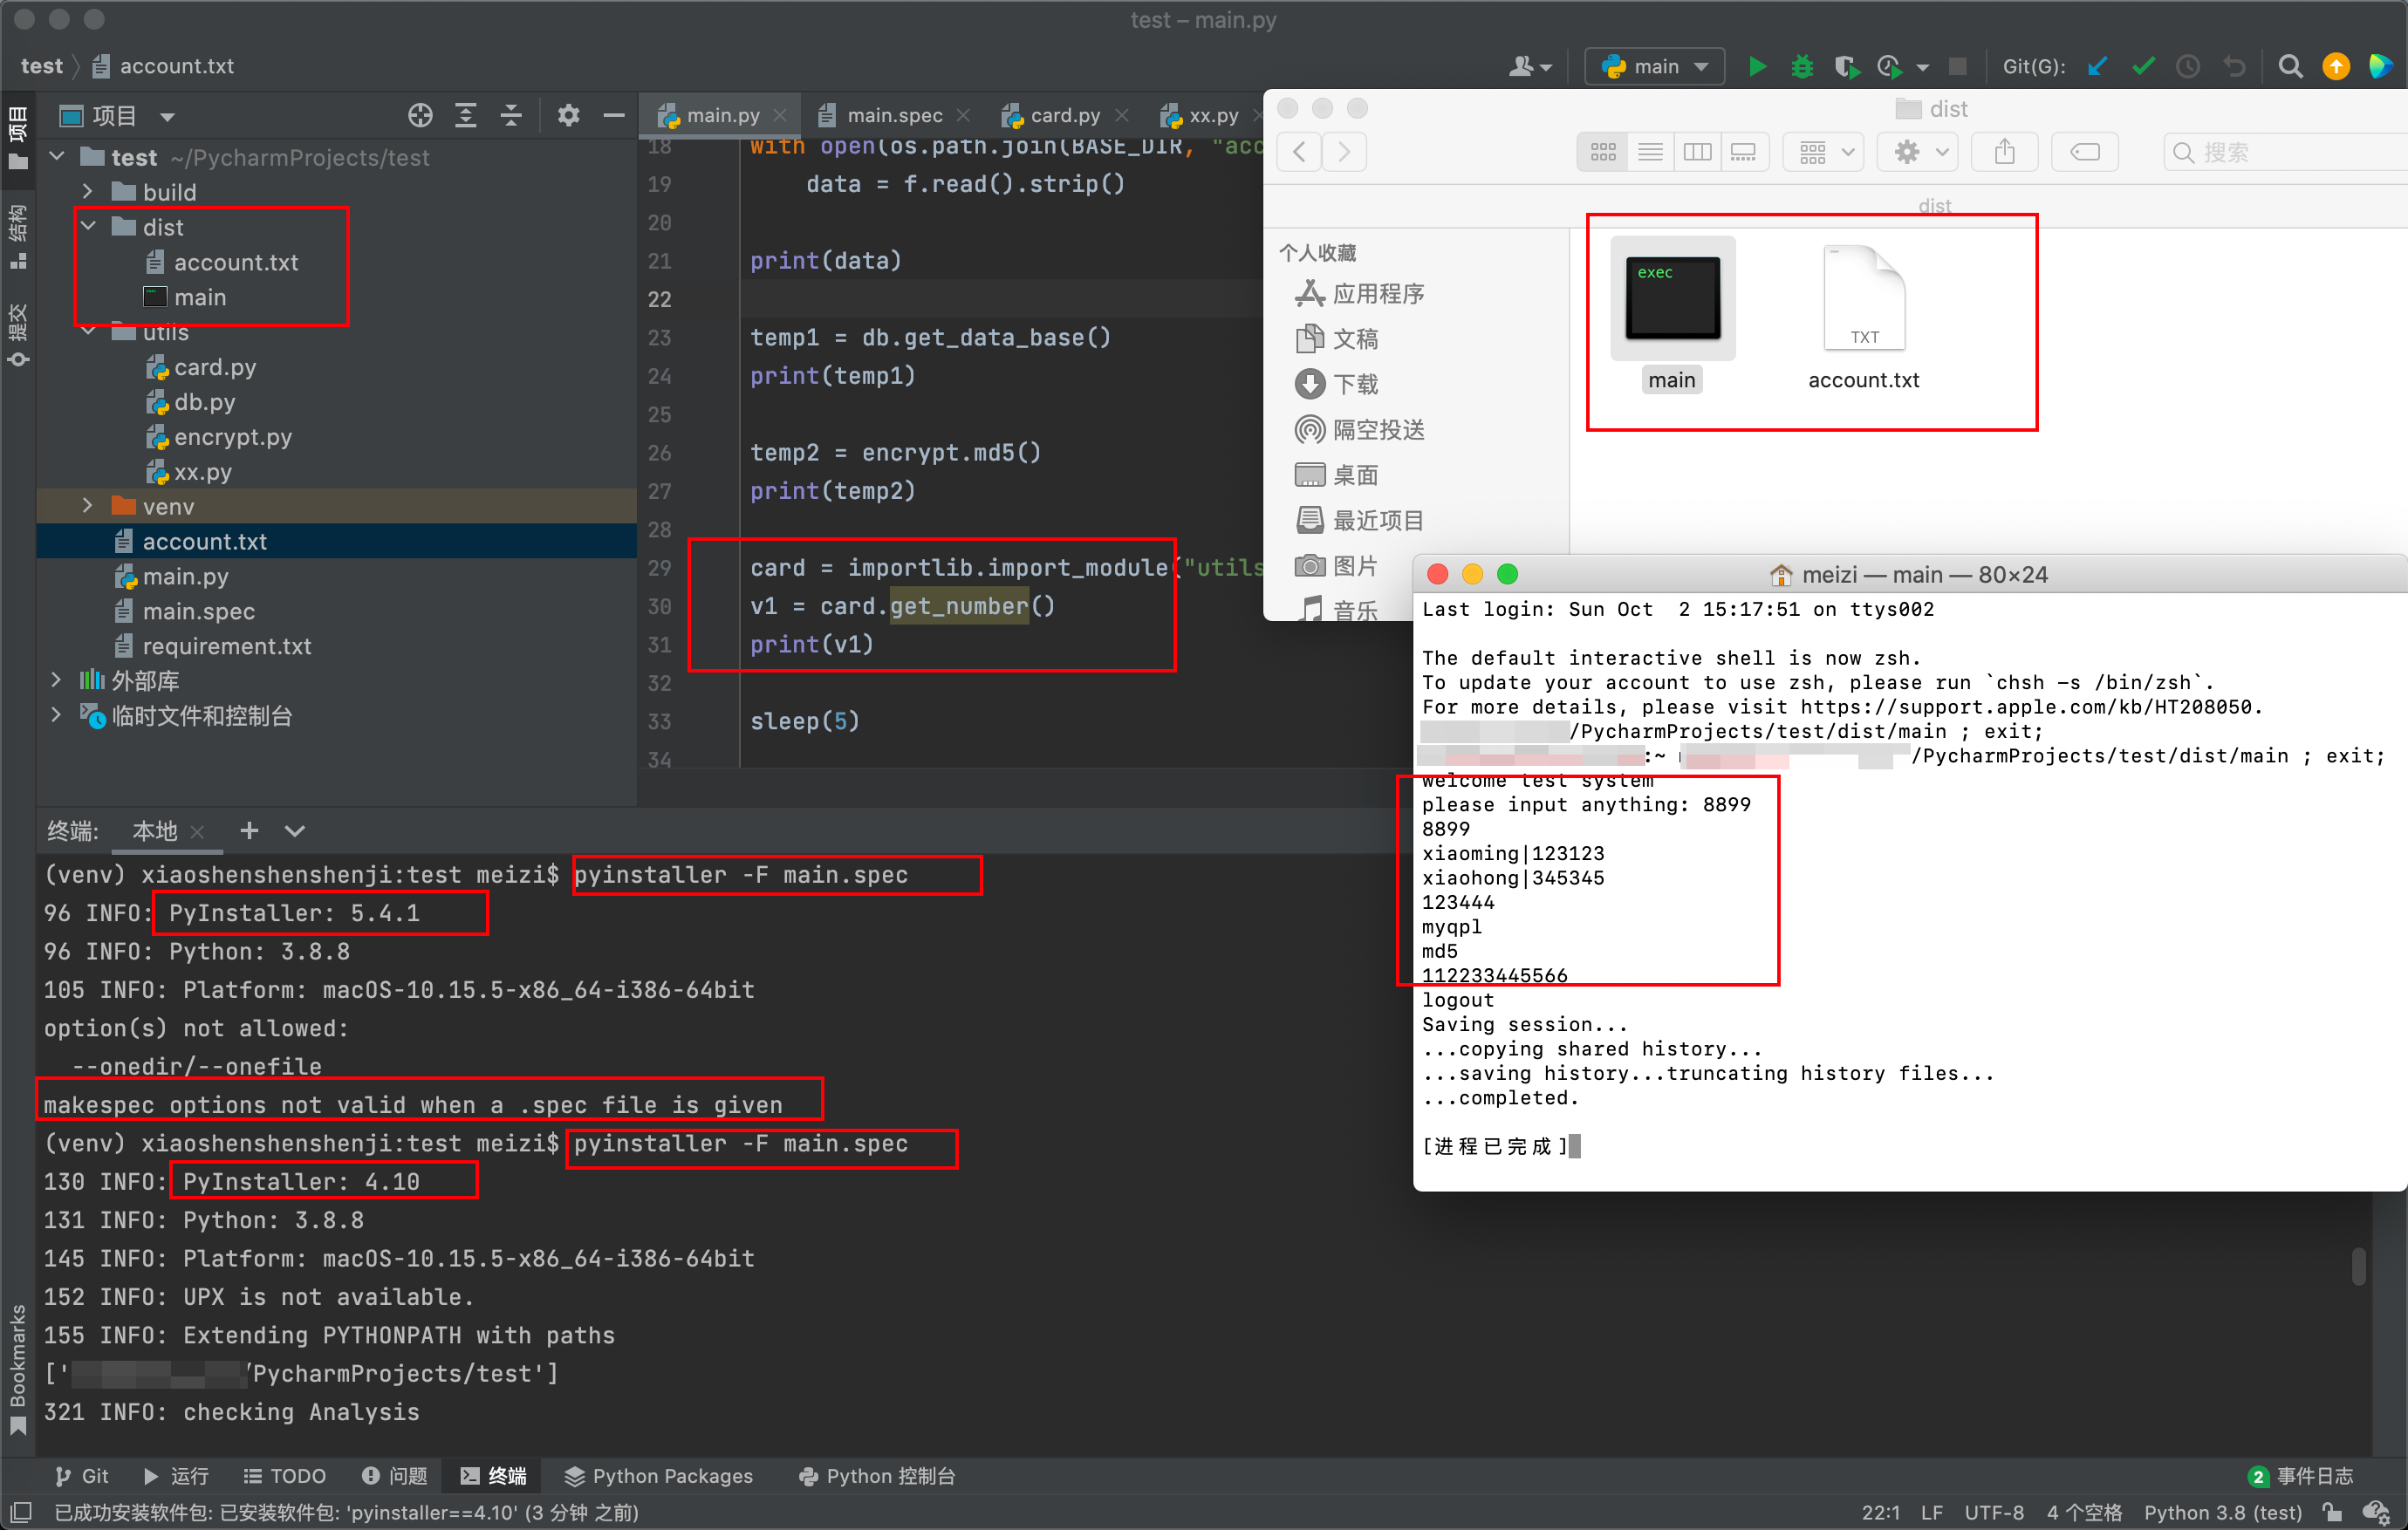 test – main.py
test
account.txt
main
Git(G):
项目
main.py
main.spec
card.py
xx.py
test ~/PycharmProjects/test
build
dist
account.txt
main
utils
card.py
db.py
encrypt.py
xx.py
venv
account.txt
main.py
main.spec
requirement.txt
外部库
临时文件和控制台
项目
结构
提交
Bookmarks
18 with open(os.path.join(BASE_DIR, "acc
19 data = f.read().strip()
20
21 print(data)
22
23 temp1 = db.get_data_base()
24 print(temp1)
25
26 temp2 = encrypt.md5()
27 print(temp2)
28
29 card = importlib.import_module("utils
30 v1 = card.get_number()
31 print(v1)
32
33 sleep(5)
34
dist
搜索
dist
个人收藏
应用程序
文稿
下载
隔空投送
桌面
最近项目
图片
音乐
exec
main
TXT
account.txt
meizi — main — 80×24
Last login: Sun Oct  2 15:17:51 on ttys002
The default interactive shell is now zsh.
To update your account to use zsh, please run `chsh -s /bin/zsh`.
For more details, please visit https://support.apple.com/kb/HT208050.
/PycharmProjects/test/dist/main ; exit;
:~ /PycharmProjects/test/dist/main ; exit;
welcome test system
please input anything: 8899
8899
xiaoming|123123
xiaohong|345345
123444
myqpl
md5
112233445566
logout
Saving session...
...copying shared history...
...saving history...truncating history files...
...completed.
[进程已完成]
终端:
本地
(venv) xiaoshenshenshenji:test meizi$ pyinstaller -F main.spec
96 INFO: PyInstaller: 5.4.1
96 INFO: Python: 3.8.8
105 INFO: Platform: macOS-10.15.5-x86_64-i386-64bit
option(s) not allowed:
--onedir/--onefile
makespec options not valid when a .spec file is given
(venv) xiaoshenshenshenji:test meizi$ pyinstaller -F main.spec
130 INFO: PyInstaller: 4.10
131 INFO: Python: 3.8.8
145 INFO: Platform: macOS-10.15.5-x86_64-i386-64bit
152 INFO: UPX is not available.
155 INFO: Extending PYTHONPATH with paths
['/PycharmProjects/test']
321 INFO: checking Analysis
Git
运行
TODO
问题
终端
Python Packages
Python 控制台
2 事件日志
已成功安装软件包: 已安装软件包: 'pyinstaller==4.10' (3 分钟 之前)
22:1 LF UTF-8 4 个空格 Python 3.8 (test)